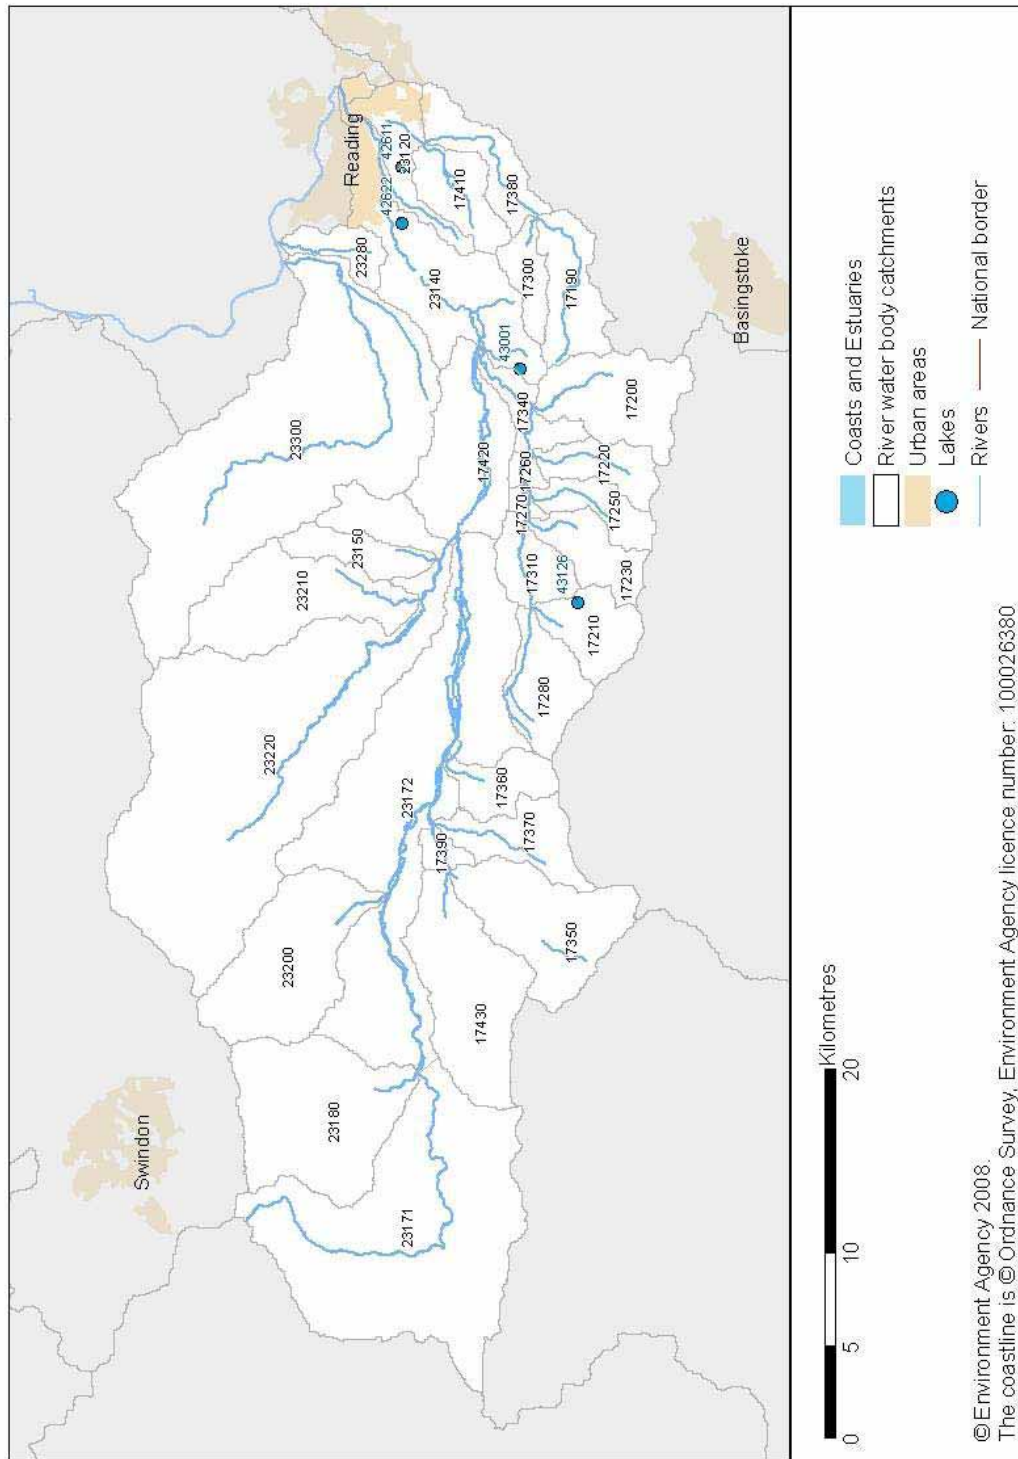 Swindon
Reading
Basingstoke
42611
23120
42622
17410
17380
23280
23140
17300
17190
43001
17340
17200
23300
17420
17260
17220
17270
17250
23150
23210
17310
43126
17230
17210
17280
23220
23172
17360
17370
17390
23200
17350
17430
23180
23171
Kilometres
0 5 10 20
Coasts and Estuaries
River water body catchments
Urban areas
Lakes
Rivers National border
©Environment Agency 2008.
The coastline is © Ordnance Survey, Environment Agency licence number: 100026380